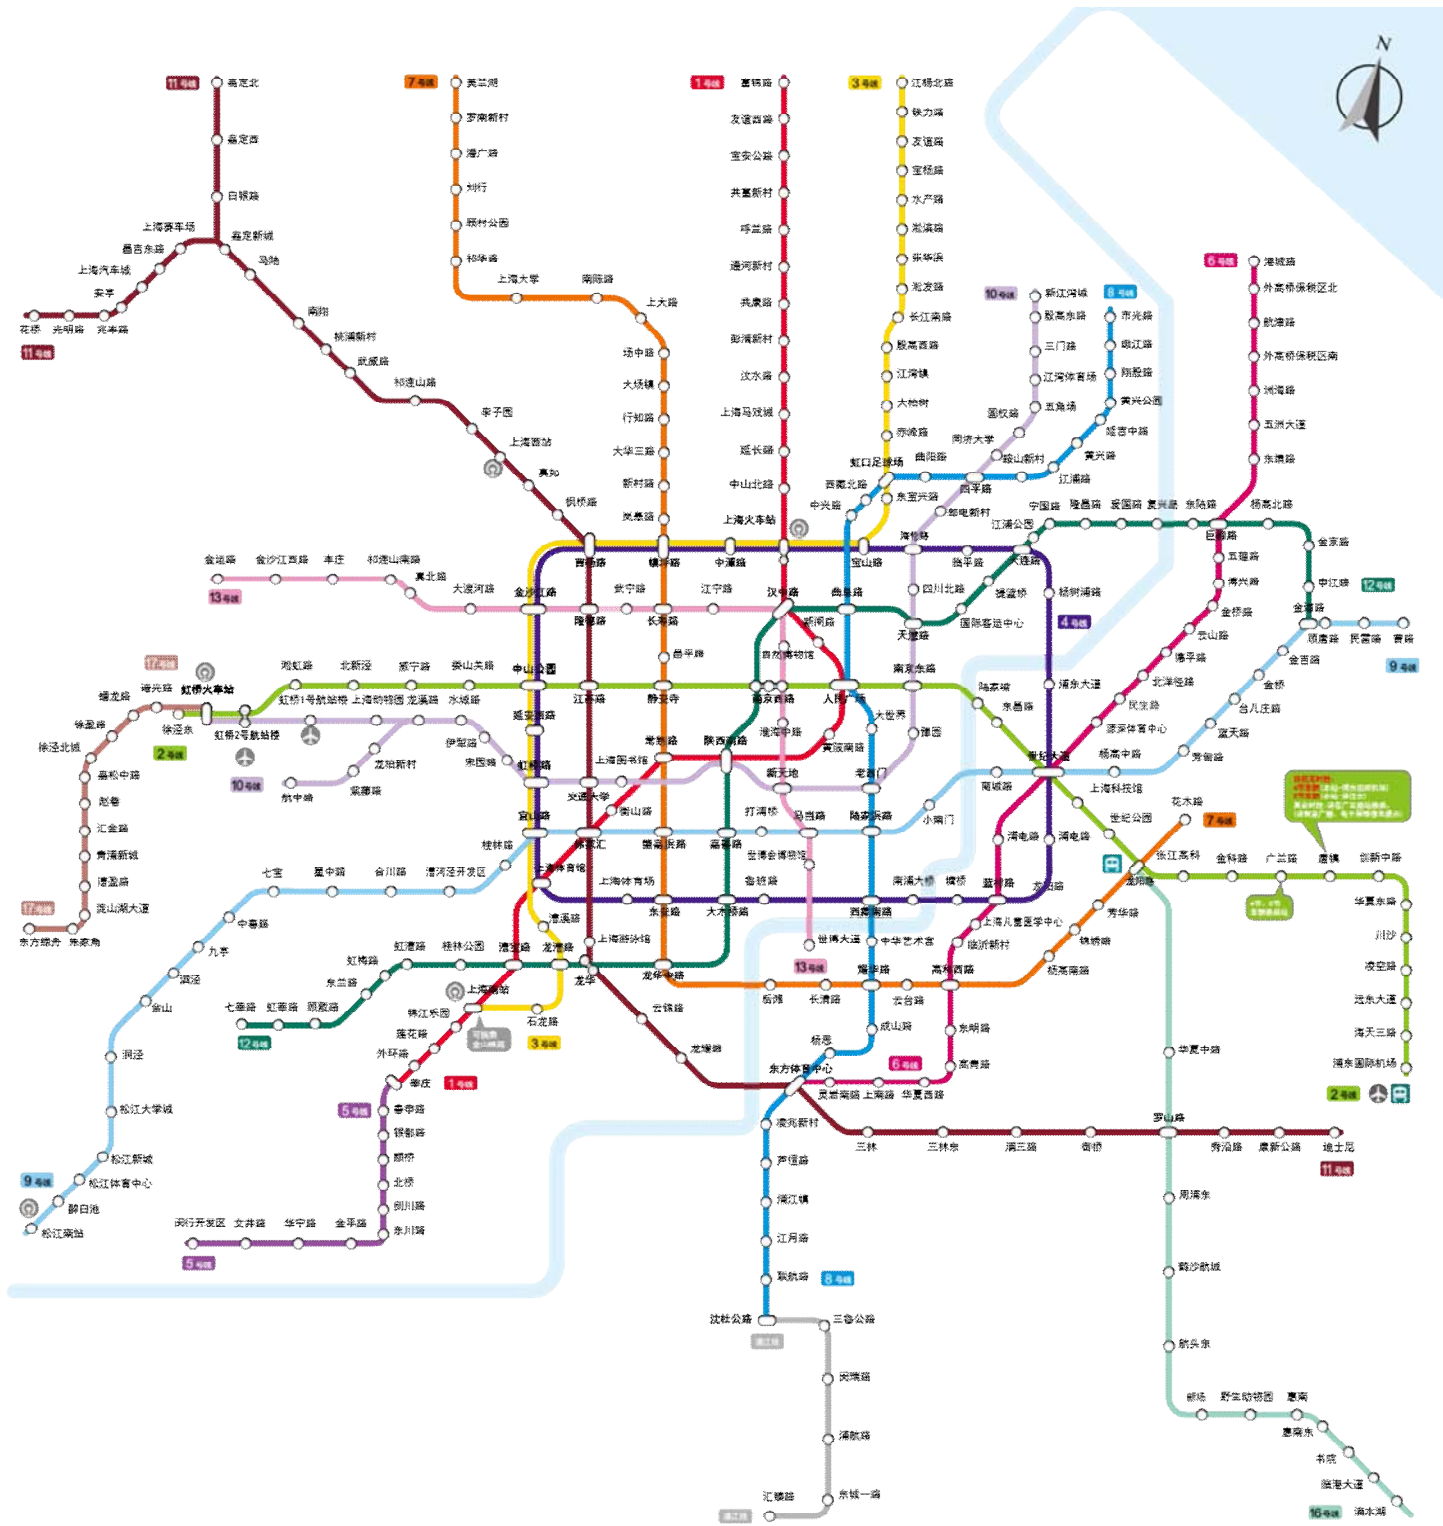 N
11号线
嘉定北
嘉定西
白银路
上海赛车场
嘉定新城
昌吉东路
上海汽车城
安亭
兆丰路
光明路
花桥
11号线
马陆
南翔
桃浦新村
武威路
祁连山路
李子园
上海西站
真如
枫桥路
曹杨路
7号线
美兰湖
罗南新村
潘广路
刘行
顾村公园
祁华路
上海大学
南陈路
上大路
场中路
大场镇
行知路
大华三路
新村路
岚皋路
镇坪路
1号线
富锦路
友谊西路
宝安公路
共富新村
呼兰路
通河新村
共康路
彭浦新村
汶水路
上海马戏城
延长路
中山北路
上海火车站
3号线
江杨北路
铁力路
友谊路
宝杨路
水产路
淞滨路
张华浜
淞发路
长江南路
殷高西路
江湾镇
大柏树
赤峰路
虹口足球场
东宝兴路
宝山路
10号线
新江湾城
殷高东路
三门路
江湾体育场
五角场
国权路
同济大学
四平路
邮电新村
海伦路
8号线
市光路
嫩江路
翔殷路
黄兴公园
延吉中路
黄兴路
江浦路
鞍山新村
曲阳路
西藏北路
中兴路
6号线
港城路
外高桥保税区北
航津路
外高桥保税区南
洲海路
五洲大道
东靖路
巨峰路
五莲路
博兴路
金桥路
云山路
德平路
北洋泾路
民生路
源深体育中心
世纪大道
杨高北路
金京路
申江路
12号线
金海路
顾唐路
民雷路
曹路
9号线
金吉路
金桥
台儿庄路
蓝天路
芳甸路
杨高中路
东陆路
复兴岛
爱国路
隆昌路
宁国路
江浦公园
大连路
提篮桥
国际客运中心
天潼路
临平路
杨树浦路
4号线
浦东大道
金运路
13号线
金沙江西路
丰庄
祁连山南路
真北路
大渡河路
金沙江路
隆德路
武宁路
长寿路
江宁路
汉中路
新闸路
曲阜路
四川北路
中潭路
昌平路
自然博物馆
17号线
虹桥火车站
诸光路
蟠龙路
徐盈路
徐泾北城
嘉松中路
赵巷
汇金路
青浦新城
漕盈路
淀山湖大道
17号线
东方绿舟
朱家角
徐泾东
2号线
虹桥2号航站楼
淞虹路
北新泾
威宁路
娄山关路
中山公园
江苏路
静安寺
南京西路
人民广场
南京东路
陆家嘴
东昌路
虹桥1号航站楼
上海动物园
龙溪路
水城路
伊犁路
宋园路
虹桥路
10号线
航中路
紫藤路
龙柏新村
延安西路
上海图书馆
交通大学
常熟路
陕西南路
淮海中路
新天地
黄陂南路
大世界
豫园
老西门
衡山路
宜山路
徐家汇
肇嘉浜路
嘉善路
打浦桥
马当路
陆家浜路
小南门
商城路
浦电路
浦电路
上海科技馆
世纪公园
花木路
7号线
龙阳路
张江高科
金科路
广兰路
唐镇
创新中路
华夏东路
川沙
凌空路
远东大道
海天三路
浦东国际机场
2号线
芳华路
锦绣路
杨高南路
桂林路
上海体育馆
上海体育场
东安路
大木桥路
鲁班路
世博会博物馆
世博大道
13号线
西藏南路
南浦大桥
塘桥
蓝村路
上海儿童医学中心
临沂新村
高科西路
东明路
高青路
6号线
华夏西路
上南路
灵岩南路
东方体育中心
中华艺术宫
耀华路
云台路
长清路
后滩
成山路
杨思
漕河泾开发区
合川路
星中路
七宝
中春路
九亭
泗泾
佘山
洞泾
松江大学城
松江新城
松江体育中心
醉白池
松江南站
9号线
漕溪路
龙漕路
漕宝路
桂林公园
虹漕路
虹梅路
东兰路
顾戴路
虹莘路
七莘路
12号线
上海游泳馆
龙华
龙华中路
云锦路
龙耀路
上海南站
石龙路
3号线
锦江乐园
莲花路
外环路
莘庄
1号线
5号线
春申路
银都路
颛桥
北桥
剑川路
东川路
金平路
华宁路
文井路
闵行开发区
5号线
凌兆新村
芦恒路
浦江镇
江月路
联航路
8号线
沈杜公路
三鲁公路
闵瑞路
浦航路
东城一路
汇臻路
三林
三林东
浦三路
御桥
罗山路
秀沿路
康新公路
迪士尼
11号线
华夏中路
周浦东
鹤沙航城
航头东
新场
野生动物园
惠南
惠南东
书院
临港大道
滴水湖
16号线